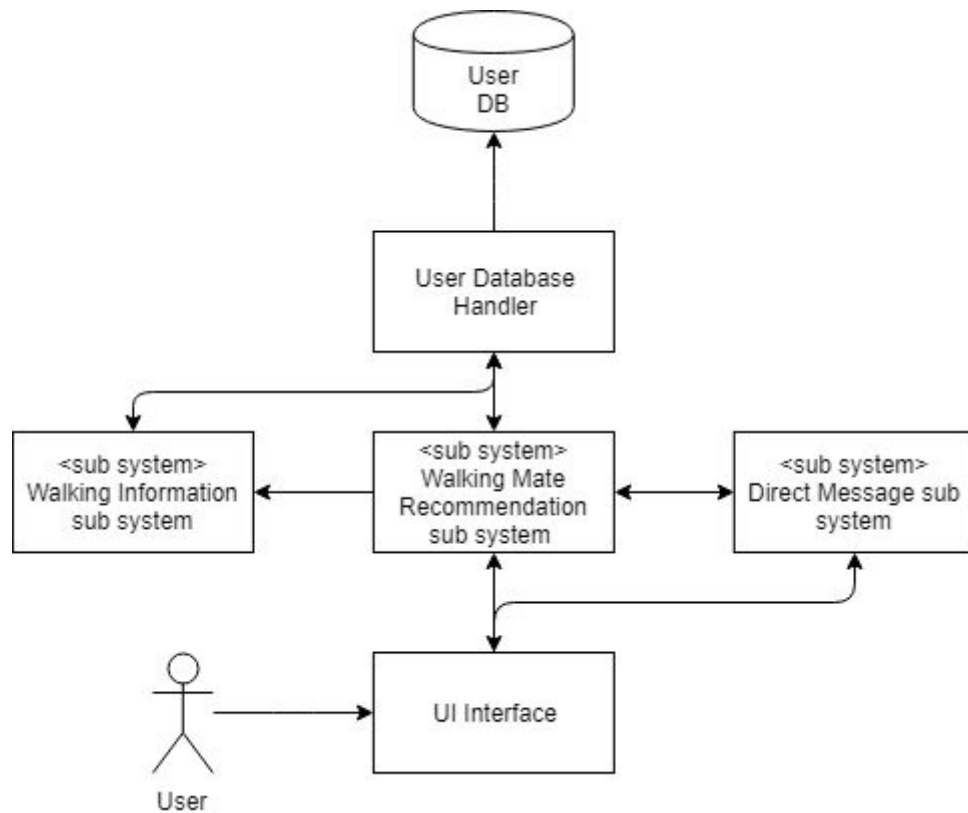 User
DB
User Database
Handler
<sub system>
Walking Information
sub system
<sub system>
Walking Mate
Recommendation
sub system
<sub system>
Direct Message sub
system
UI Interface
User